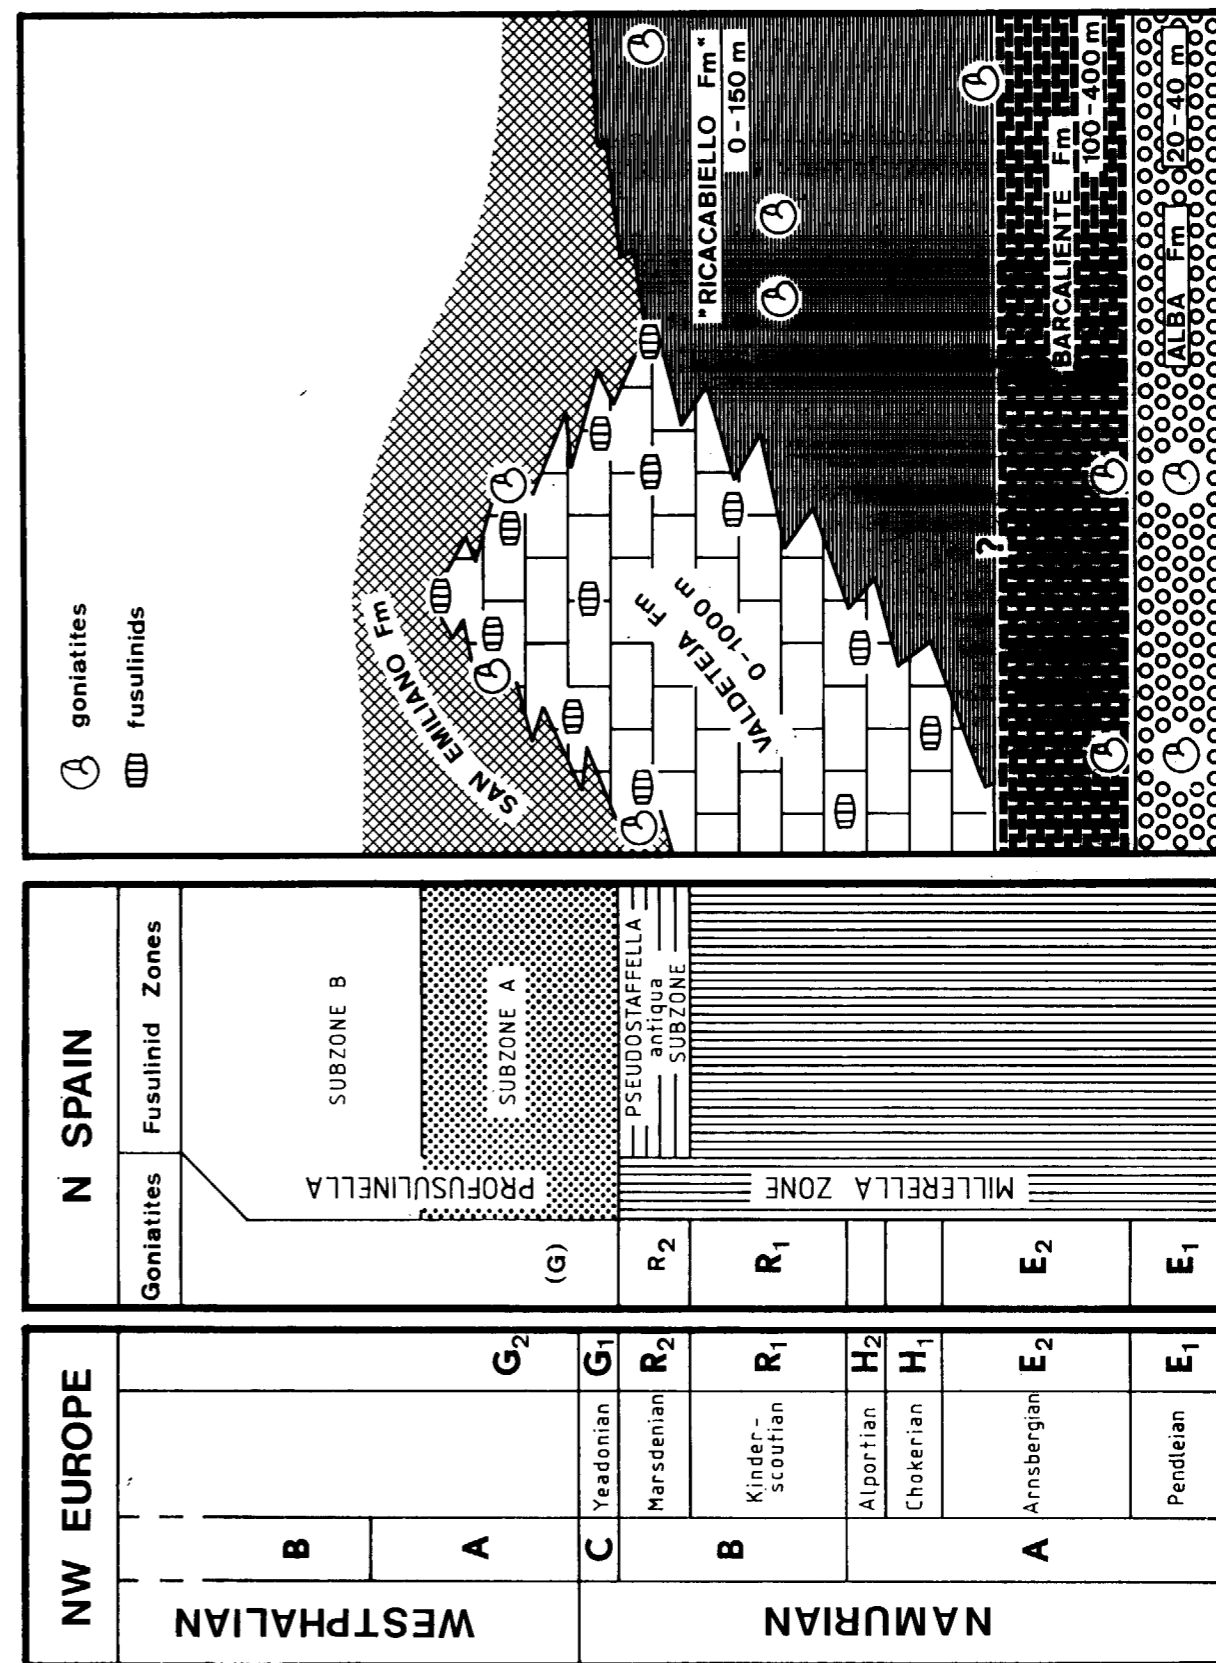 NW EUROPE
WESTPHALIAN
B
A
G₂
NAMURIAN
C
Yeadonian
G₁
B
Marsdenian
R₂
Kinder-
scoutian
R₁
A
Alportian
H₂
Chokerian
H₁
Arnsbergian
E₂
Pendleian
E₁
N SPAIN
Goniatites
Fusulinid Zones
(G)
R₂
R₁
E₂
E₁
PROFUSULINELLA
SUBZONE B
SUBZONE A
MILLERELLA ZONE
PSEUDOSTAFFELLA
antiqua
SUBZONE
goniatites
fusulinids
SAN EMILIANO Fm
VALDETEJA Fm
0-1000 m
"RICACABIELLO Fm"
0-150 m
?
BARCALIENTE Fm
100-400 m
ALBA Fm
20-40 m